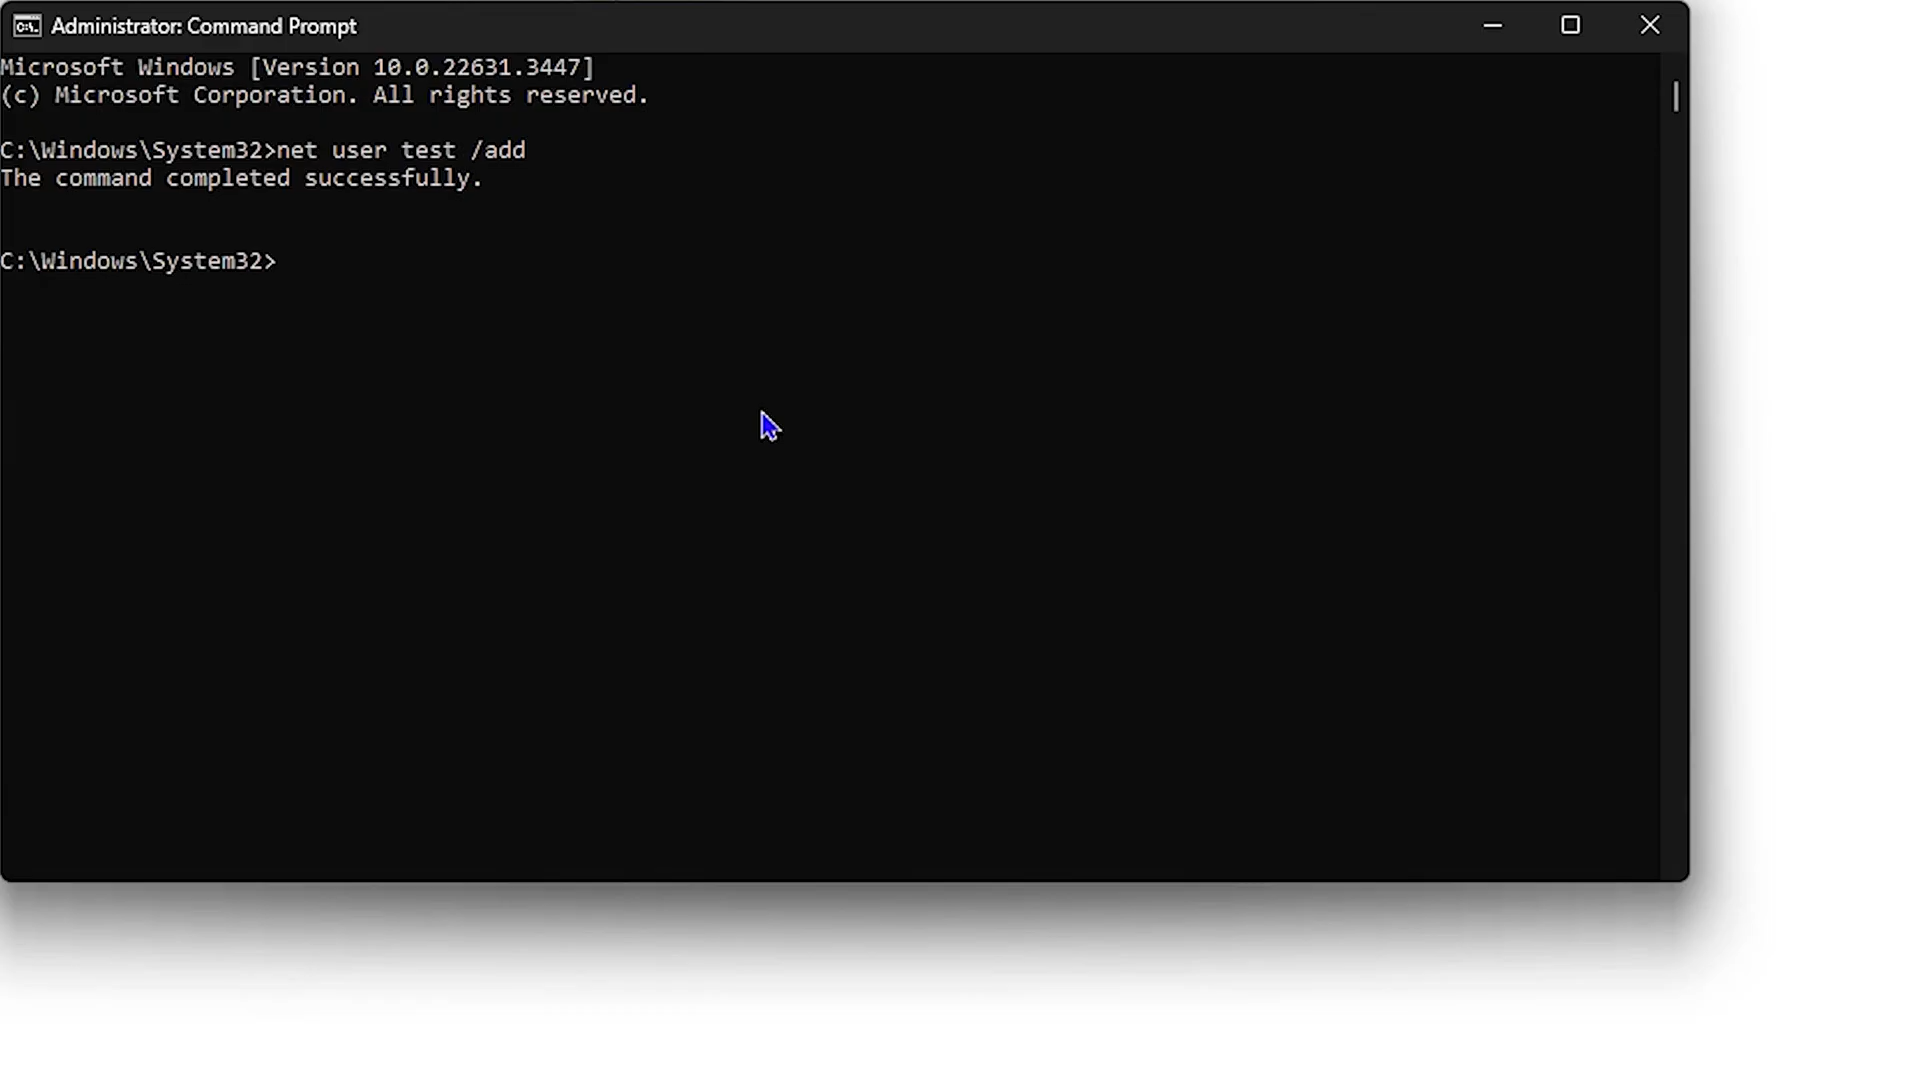 Administrator: Command Prompt
Microsoft Windows [Version 10.0.22631.3447]
(c) Microsoft Corporation. All rights reserved.
C:\Windows\System32>net user test /add
The command completed successfully.
C:\Windows\System32>